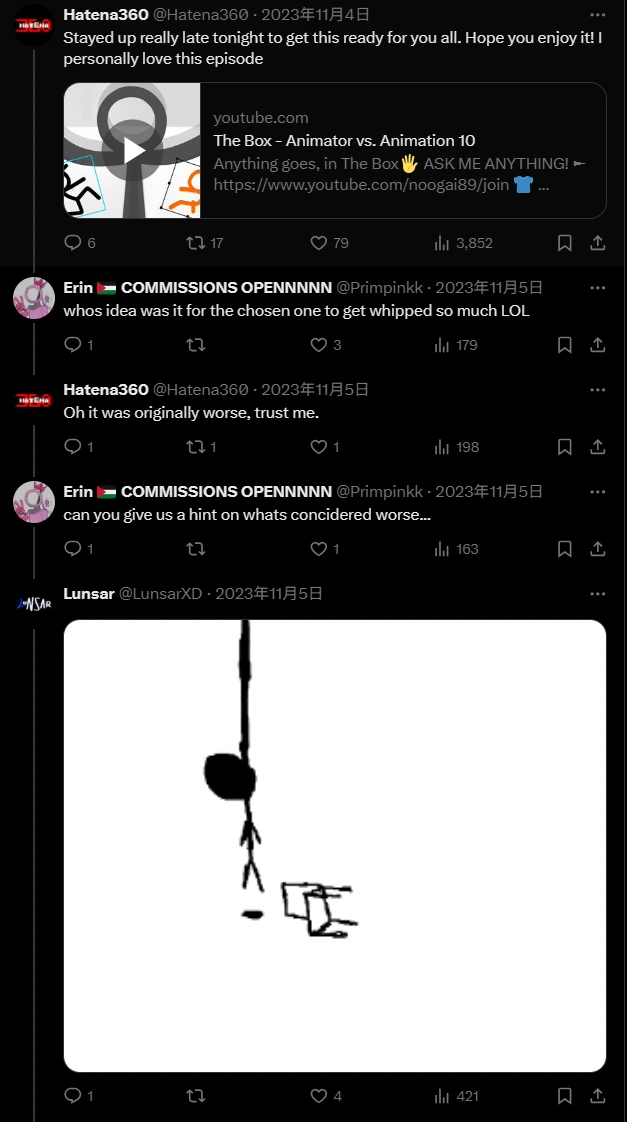 HATENA
360
Hatena360 @Hatena360 · 2023年11月4日
Stayed up really late tonight to get this ready for you all. Hope you enjoy it! I
personally love this episode
youtube.com
The Box - Animator vs. Animation 10
Anything goes, in The Box🖐️ ASK ME ANYTHING! ►
https://www.youtube.com/noogai89/join 👕 ...
6 17 79 3,852
Erin 🇵🇸 COMMISSIONS OPENNNNN @Primpinkk · 2023年11月5日
whos idea was it for the chosen one to get whipped so much LOL
1 3 179
Hatena360 @Hatena360 · 2023年11月5日
Oh it was originally worse, trust me.
1 1 1 198
Erin 🇵🇸 COMMISSIONS OPENNNNN @Primpinkk · 2023年11月5日
can you give us a hint on whats concidered worse...
1 1 163
LUNSAR
Lunsar @LunsarXD · 2023年11月5日
1 4 421